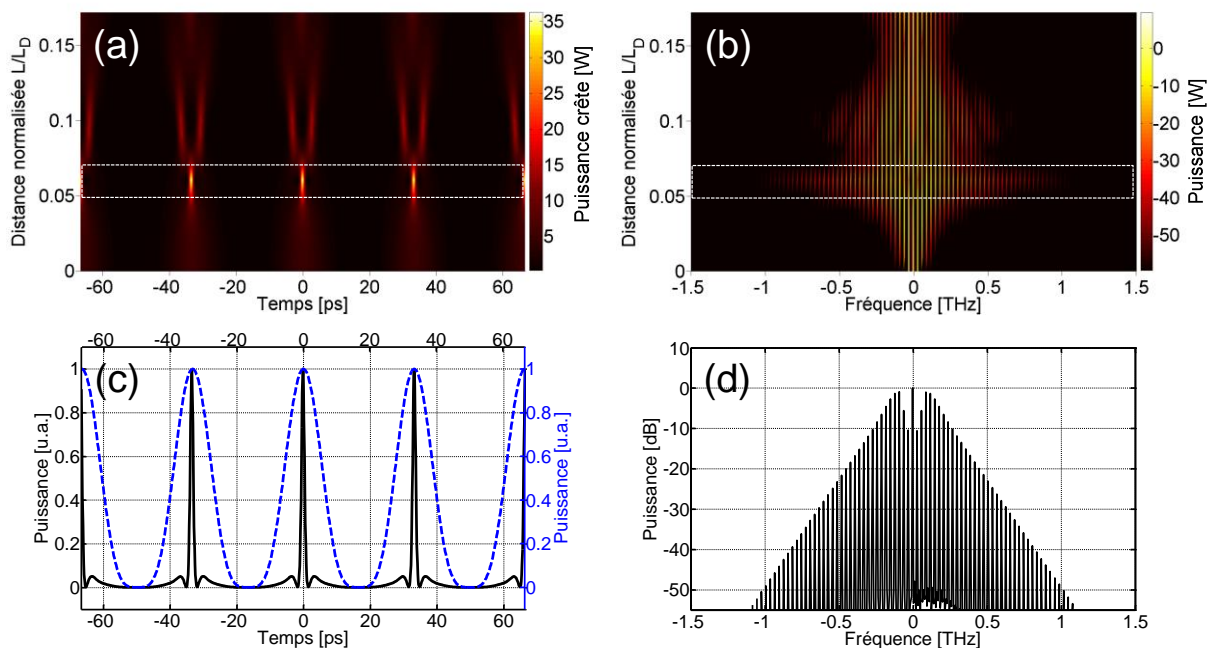 (a)
Distance normalisée L/L_D
0.15
0.1
0.05
0
-60 -40 -20 0 20 40 60
Temps [ps]
35
30
25
20
15
10
5
Puissance crête [W]
(b)
Distance normalisée L/L_D
0.15
0.1
0.05
0
-1.5 -1 -0.5 0 0.5 1 1.5
Fréquence [THz]
0
-10
-20
-30
-40
-50
Puissance [W]
-60 -40 -20 0 20 40 60
(c)
Puissance [u.a.]
1
0.8
0.6
0.4
0.2
0
1
0.8
0.6
0.4
0.2
0
Puissance [u.a.]
-60 -40 -20 0 20 40 60
Temps [ps]
(d)
Puissance [dB]
10
0
-10
-20
-30
-40
-50
-1.5 -1 -0.5 0 0.5 1 1.5
Fréquence [THz]